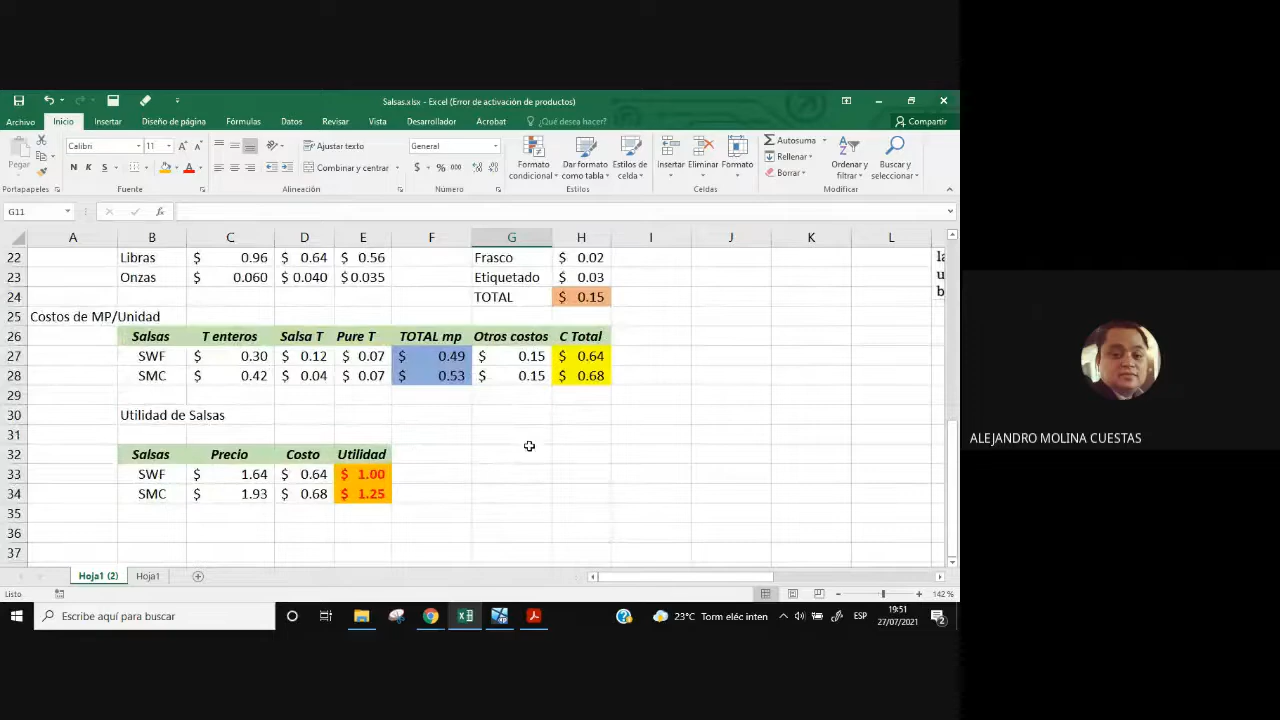 Salsas.xlsx - Excel (Error de activación de productos)
Archivo Inicio Insertar Diseño de página Fórmulas Datos Revisar Vista Desarrollador Acrobat ¿Qué desea hacer? Compartir
Pegar Calibri 11 Ajustar texto General Formato condicional Dar formato como tabla Estilos de celda Insertar Eliminar Formato Autosuma Ordenar y filtrar Buscar y seleccionar
N K S Combinar y centrar $ % 000 Rellenar
Borrar
Portapapeles Fuente Alineación Número Estilos Celdas Modificar
G11 fx
A B C D E F G H I J K L
22 Libras $ 0.96 $ 0.64 $ 0.56 Frasco $ 0.02 la
23 Onzas $ 0.060 $ 0.040 $ 0.035 Etiquetado $ 0.03 u
24 TOTAL $ 0.15 b
25 Costos de MP/Unidad
26 Salsas T enteros Salsa T Pure T TOTAL mp Otros costos C Total
27 SWF $ 0.30 $ 0.12 $ 0.07 $ 0.49 $ 0.15 $ 0.64
28 SMC $ 0.42 $ 0.04 $ 0.07 $ 0.53 $ 0.15 $ 0.68
29
30 Utilidad de Salsas
31
32 Salsas Precio Costo Utilidad
33 SWF $ 1.64 $ 0.64 $ 1.00
34 SMC $ 1.93 $ 0.68 $ 1.25
35
36
37
Hoja1 (2) Hoja1
Listo 142 %
Escribe aquí para buscar 23°C Torm eléc inten ESP 19:51
27/07/2021 2
ALEJANDRO MOLINA CUESTAS